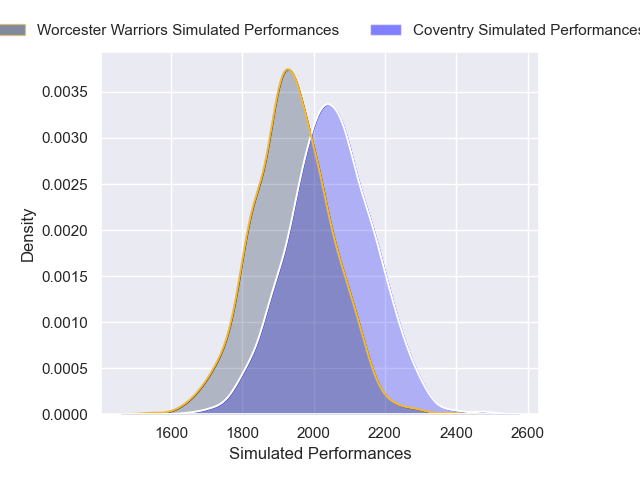 Worcester Warriors Simulated Performances
Coventry Simulated Performances
0.0035
0.0030
0.0025
0.0020
0.0015
0.0010
0.0005
0.0000
Density
1600 1800 2000 2200 2400 2600
Simulated Performances